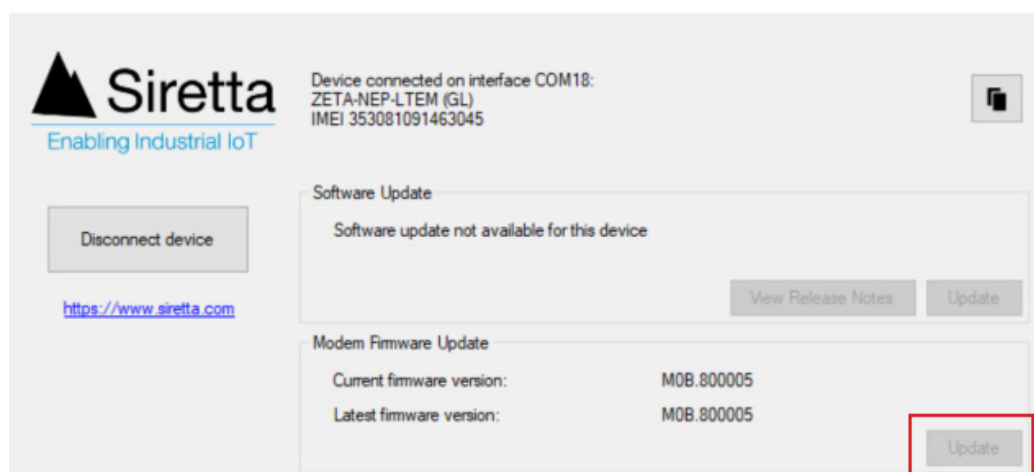 Siretta
Enabling Industrial IoT
Device connected on interface COM18:
ZETA-NEP-LTEM (GL)
IMEI 353081091463045
Disconnect device
https://www.siretta.com
Software Update
Software update not available for this device
View Release Notes
Update
Modem Firmware Update
Current firmware version: M0B.800005
Latest firmware version: M0B.800005
Update